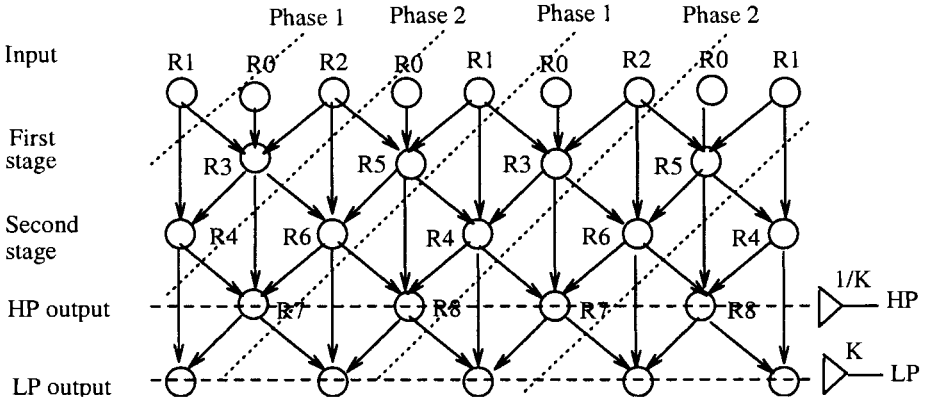 Phase 1 Phase 2 Phase 1 Phase 2
Input
R1 R0 R2 R0 R1 R0 R2 R0 R1
First
stage
R3 R5 R3 R5
Second
stage
R4 R6 R4 R6 R4
1/K
HP output R7 R8 R7 R8 HP
K
LP output LP